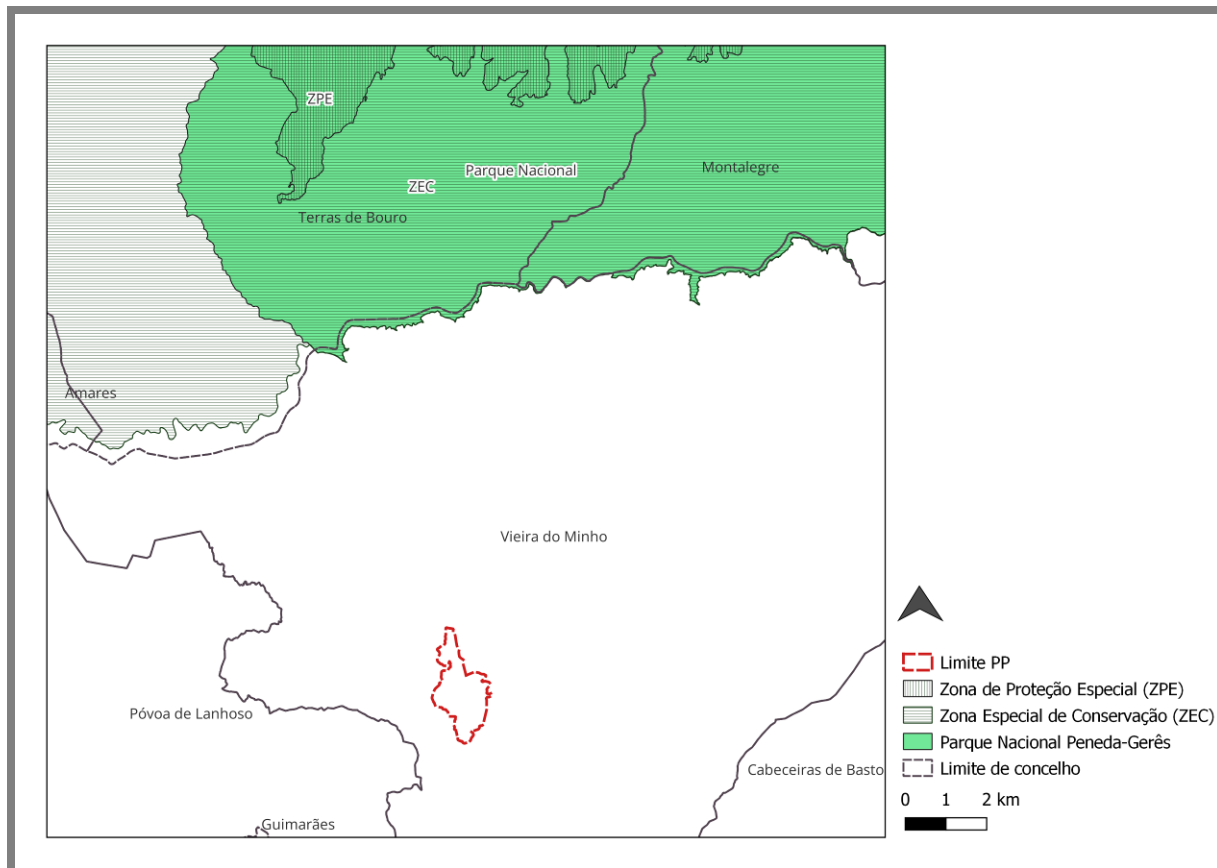 ZPE
Parque Nacional
Montalegre
ZEC
Terras de Bouro
Amares
Vieira do Minho
Póvoa de Lanhoso
Cabeceiras de Basto
Guimarães
Limite PP
Zona de Proteção Especial (ZPE)
Zona Especial de Conservação (ZEC)
Parque Nacional Peneda-Gerês
Limite de concelho
0 1 2 km